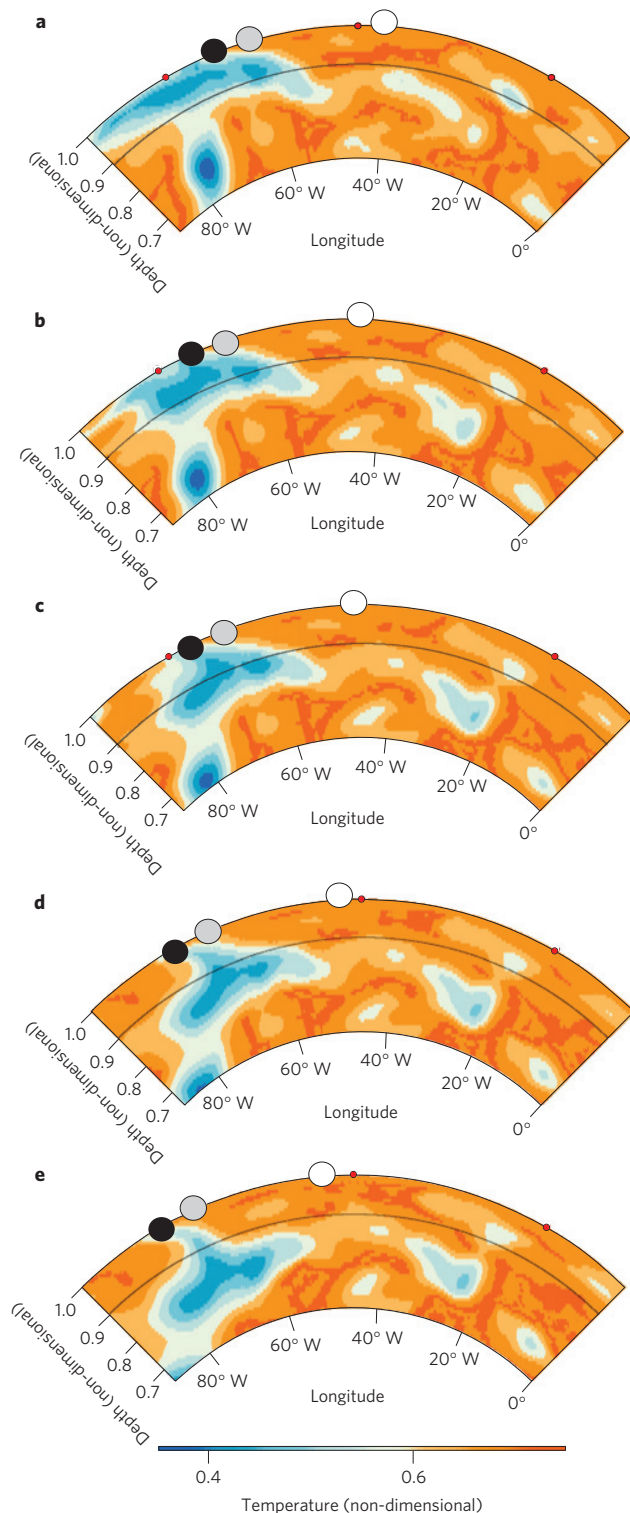 a
1.0
0.9
0.8
0.7
Depth (non-dimensional)
80° W
60° W
40° W
20° W
0°
Longitude
b
1.0
0.9
0.8
0.7
Depth (non-dimensional)
80° W
60° W
40° W
20° W
0°
Longitude
c
1.0
0.9
0.8
0.7
Depth (non-dimensional)
80° W
60° W
40° W
20° W
0°
Longitude
d
1.0
0.9
0.8
0.7
Depth (non-dimensional)
80° W
60° W
40° W
20° W
0°
Longitude
e
1.0
0.9
0.8
0.7
Depth (non-dimensional)
80° W
60° W
40° W
20° W
0°
Longitude
0.4 0.6
Temperature (non-dimensional)